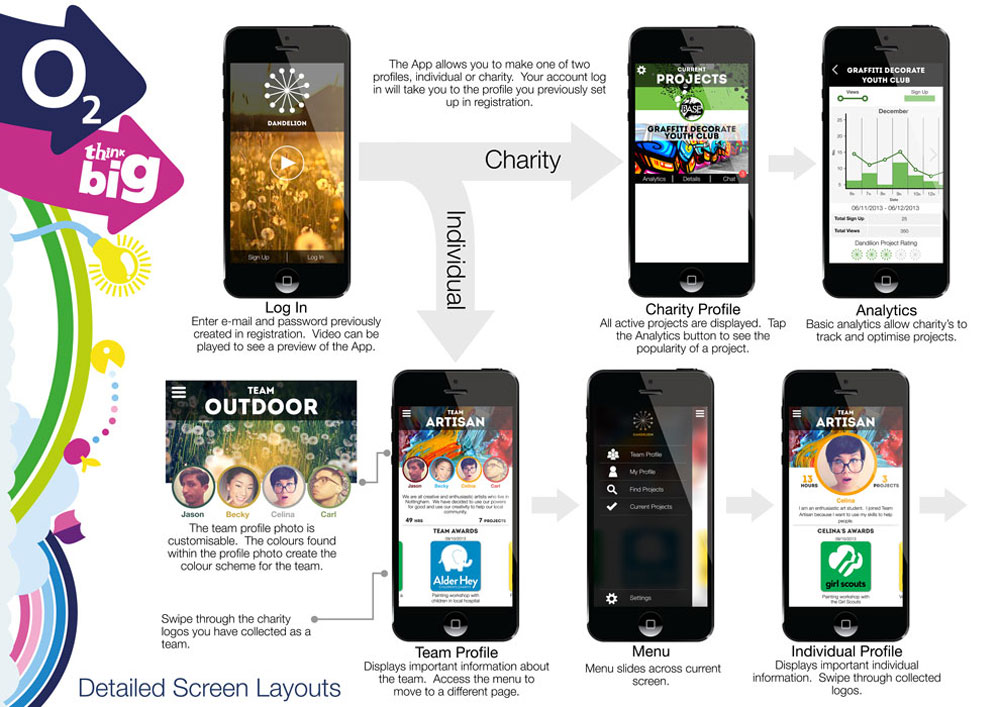 O2
think
big
DANDELION
Sign Up
Log In
Log In
Enter e-mail and password previously
created in registration. Video can be
played to see a preview of the App.
The App allows you to make one of two
profiles, individual or charity. Your account log
in will take you to the profile you previously set
up in registration.
Charity
Individual
CURRENT
PROJECTS
BASE
GRAFFITI DECORATE
YOUTH CLUB
Analytics
Details
Chat
Charity Profile
All active projects are displayed. Tap
the Analytics button to see the
popularity of a project.
GRAFFITI DECORATE
YOUTH CLUB
Views
Sign Up
December
25
20
15
10
5
Date
06/11/2013 - 06/12/2013
Total Sign Up 25
Total Views 350
Dandilion Project Rating
Analytics
Basic analytics allow charity's to
track and optimise projects.
TEAM
OUTDOOR
Jason Becky Celina Carl
The team profile photo is
customisable. The colours found
within the profile photo create the
colour scheme for the team.
Swipe through the charity
logos you have collected as a
team.
TEAM
ARTISAN
Jason Becky Celina Carl
We are all creative and enthusiastic artists who live in
Nottingham. We have decided to use our powers
for good and use our creativity to help our local
community.
49 HRS 7 PROJECTS
TEAM AWARDS
Alder Hey
Painting workshop with
children in local hospital
Team Profile
Displays important information about
the team. Access the menu to
move to a different page.
DANDELION
Team Profile
My Profile
Find Projects
Current Projects
Settings
Menu
Menu slides across current
screen.
TEAM
ARTISAN
13
HOURS
3
PROJECTS
Celina
I am an enthusiastic art student. I joined Team
Artisan because I want to use my skills to help
people.
CELINA'S AWARDS
girl scouts
Painting workshop with
the Girl Scouts
Individual Profile
Displays important individual
information. Swipe through collected
logos.
Detailed Screen Layouts